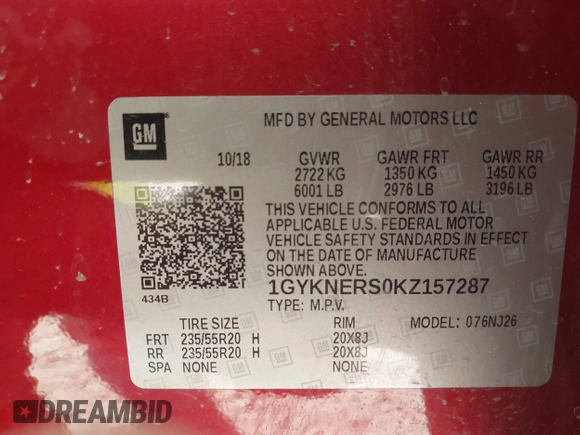 GM
MFD BY GENERAL MOTORS LLC
10/18 GVWR GAWR FRT GAWR RR
2722 KG 1350 KG 1450 KG
6001 LB 2976 LB 3196 LB
THIS VEHICLE CONFORMS TO ALL
APPLICABLE U.S. FEDERAL MOTOR
VEHICLE SAFETY STANDARDS IN EFFECT
ON THE DATE OF MANUFACTURE
SHOWN ABOVE.
1GYKNERS0KZ157287
434B
TYPE: M.P.V.
TIRE SIZE RIM MODEL: 076NJ26
FRT 235/55R20 H 20X8J
RR 235/55R20 H 20X8J
SPA NONE NONE
DREAMBID